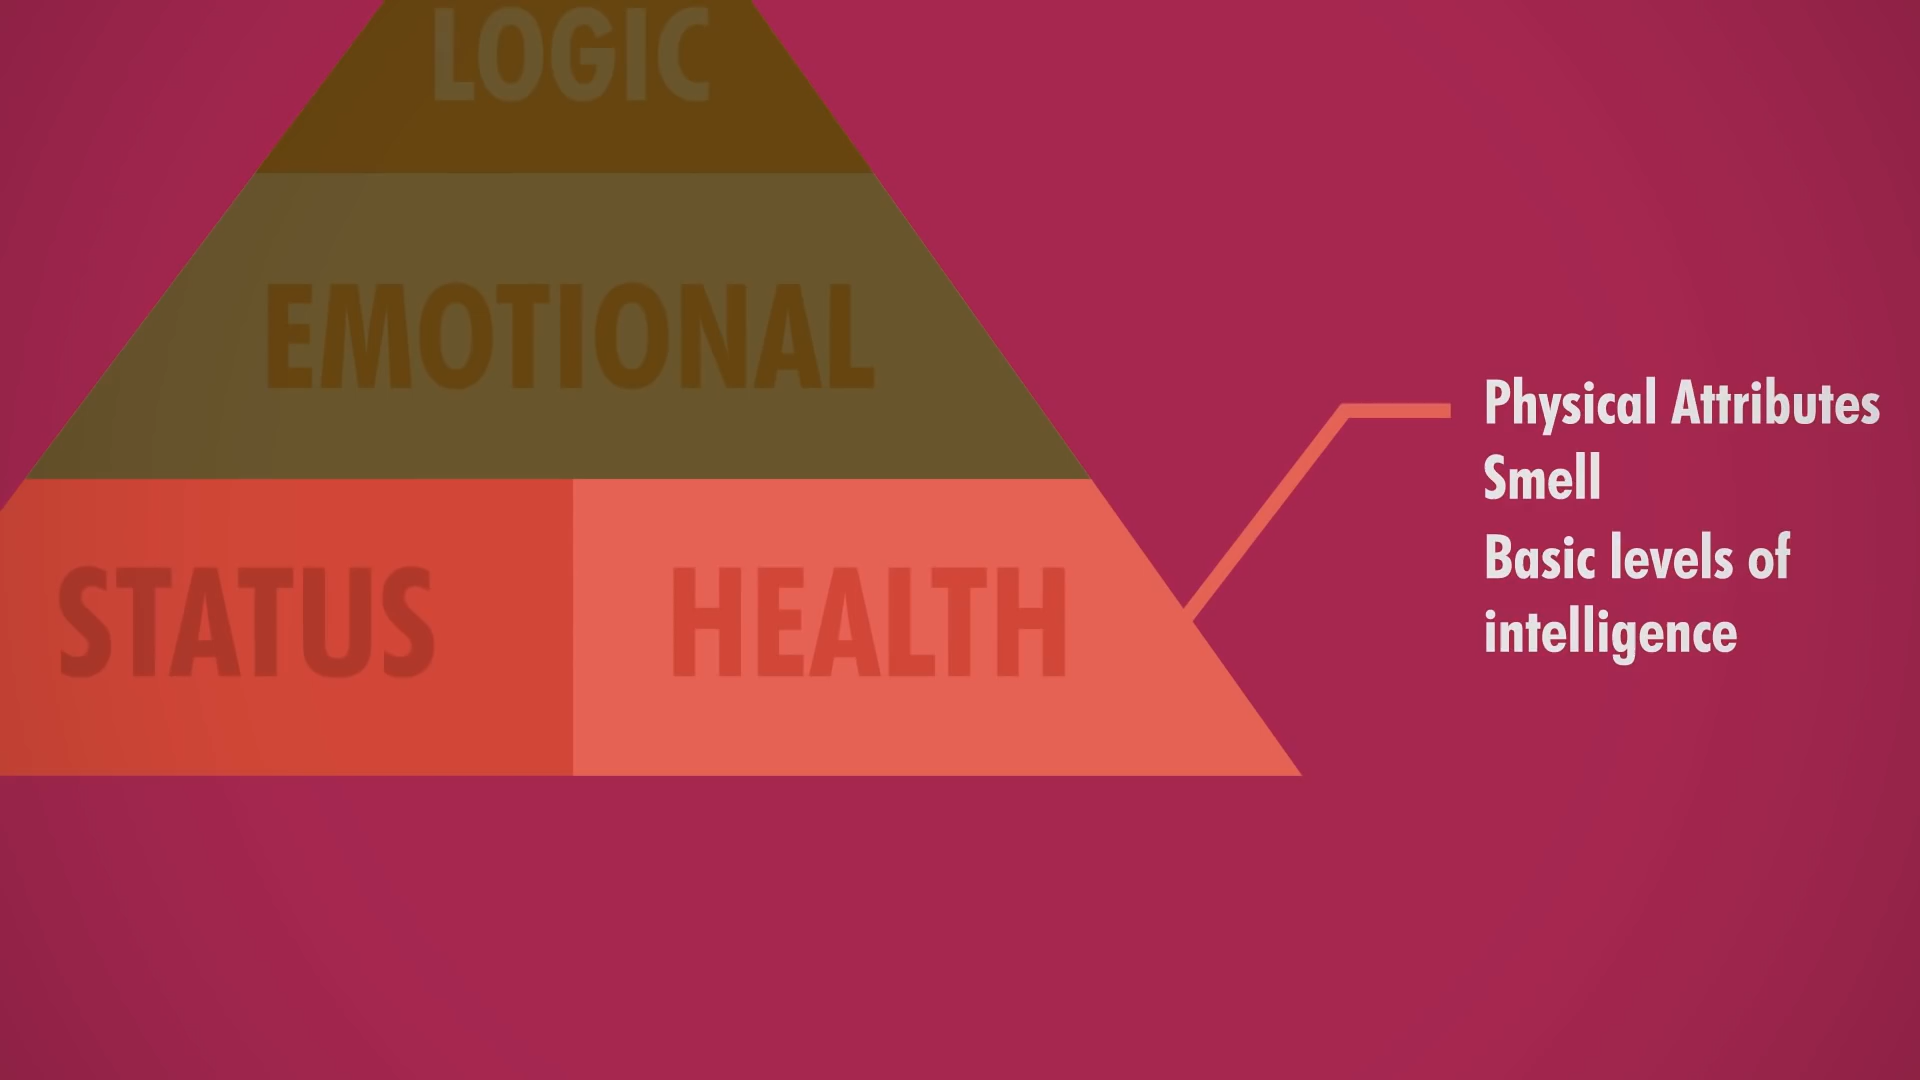 LOGIC
EMOTIONAL
STATUS
HEALTH
Physical Attributes
Smell
Basic levels of
intelligence